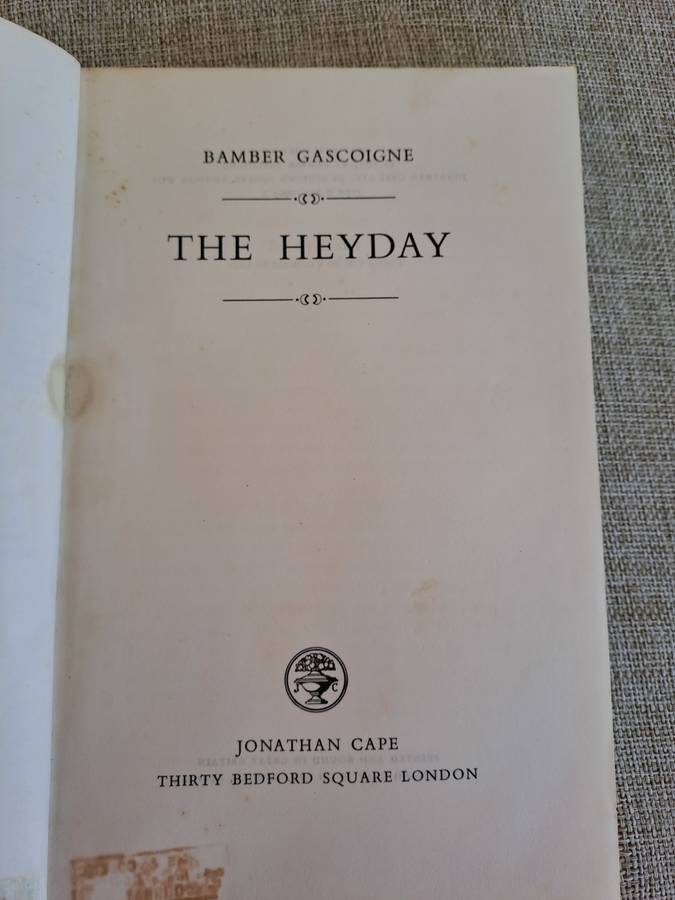 BAMBER GASCOIGNE
THE HEYDAY
J C
JONATHAN CAPE
THIRTY BEDFORD SQUARE LONDON